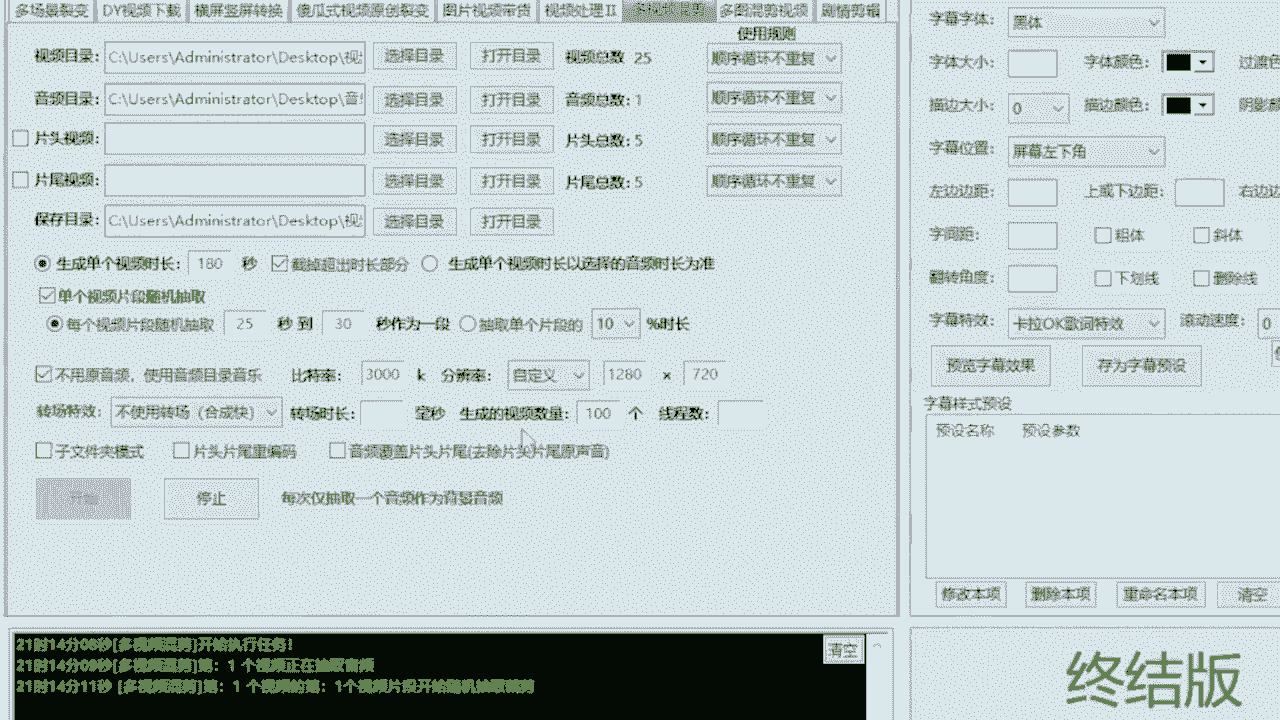 多场景裂变 DY视频下载 横屏竖屏转换 傻瓜式视频原创裂变 图片视频带货 视频处理II 多图混剪视频 剧情剪辑
使用规则
视频目录: C:\Users\Administrator\Desktop\视 选择目录 打开目录 视频总数 25 顺序循环不重复
音频目录: C:\Users\Administrator\Desktop\音 选择目录 打开目录 音频总数: 1 顺序循环不重复
片头视频: 选择目录 打开目录 片头总数: 5 顺序循环不重复
片尾视频: 选择目录 打开目录 片尾总数: 5 顺序循环不重复
保存目录: C:\Users\Administrator\Desktop\视 选择目录 打开目录
生成单个视频时长: 180 秒 截掉超出时长部分 生成单个视频时长以选择的音频时长为准
单个视频片段随机抽取
每个视频片段随机抽取 25 秒 到 30 秒作为一段 抽取单个片段的 10 %时长
不用原音频，使用音频目录音乐 比特率: 3000 k 分辨率: 自定义 1280 x 720
转场特效: 不使用转场（合成快） 转场时长: 毫秒 生成的视频数量: 100 个 线程数:
子文件夹模式 片头片尾重编码 音频覆盖片头片尾(去除片头片尾原声音)
停止 每次仅抽取一个音频作为背景音频
字幕字体: 黑体
字体大小: 字体颜色: 过渡色
描边大小: 0 描边颜色: 阴影
字幕位置: 屏幕左下角
左边边距: 上或下边距: 右边边
字间距: 粗体 斜体
翻转角度: 下划线 删除线
字幕特效: 卡拉OK歌词特效 滚动速度: 0
预览字幕效果 存为字幕预设
字幕样式预设
预设名称 预设参数
修改本项 删除本项 重命名本项 清空
21时14分08秒[多视频混剪]开始执行任务!
21时14分09秒[多视频混剪]第: 1 个视频正在抽取音频
21时14分11秒 [多视频混剪]第: 1 个视频的第: 1个视频片段开始随机抽取裁剪
清空
终结版